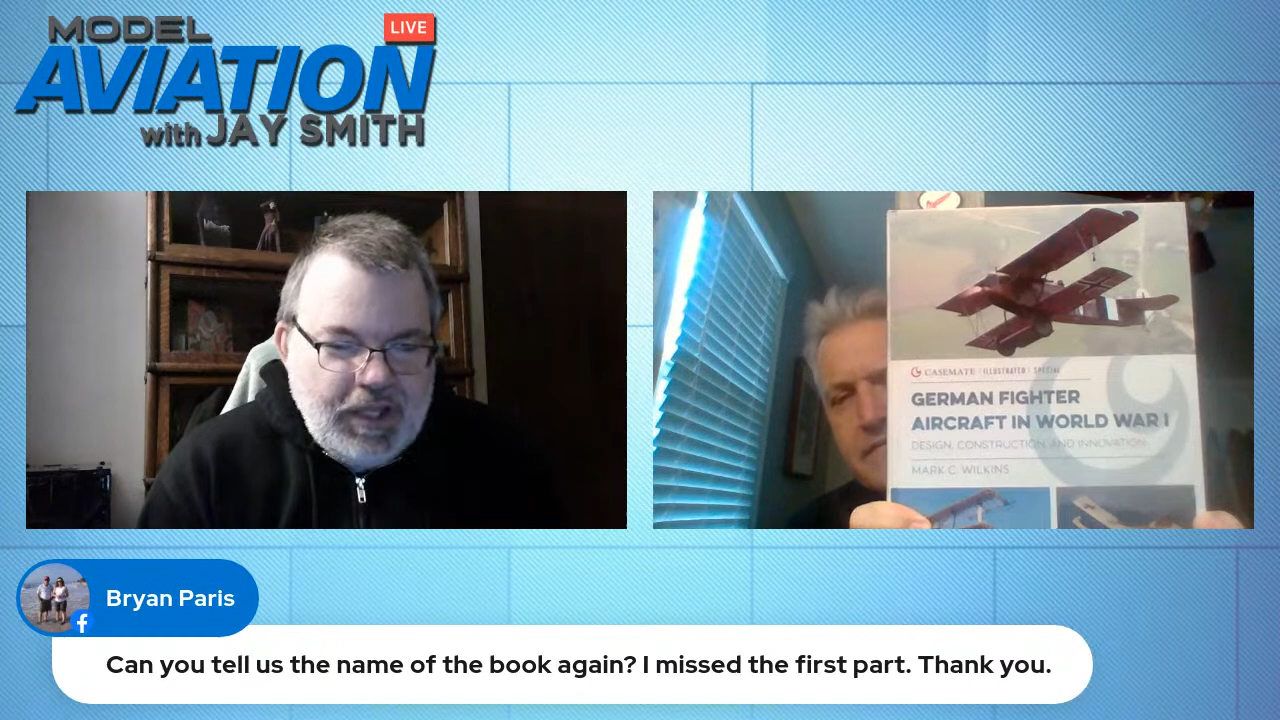 MODEL
LIVE
AVIATION
with JAY SMITH
CASEMATE | ILLUSTRATED | SPECIAL
GERMAN FIGHTER
AIRCRAFT IN WORLD WAR I
DESIGN, CONSTRUCTION AND INNOVATION
MARK C. WILKINS
Bryan Paris
Can you tell us the name of the book again? I missed the first part. Thank you.